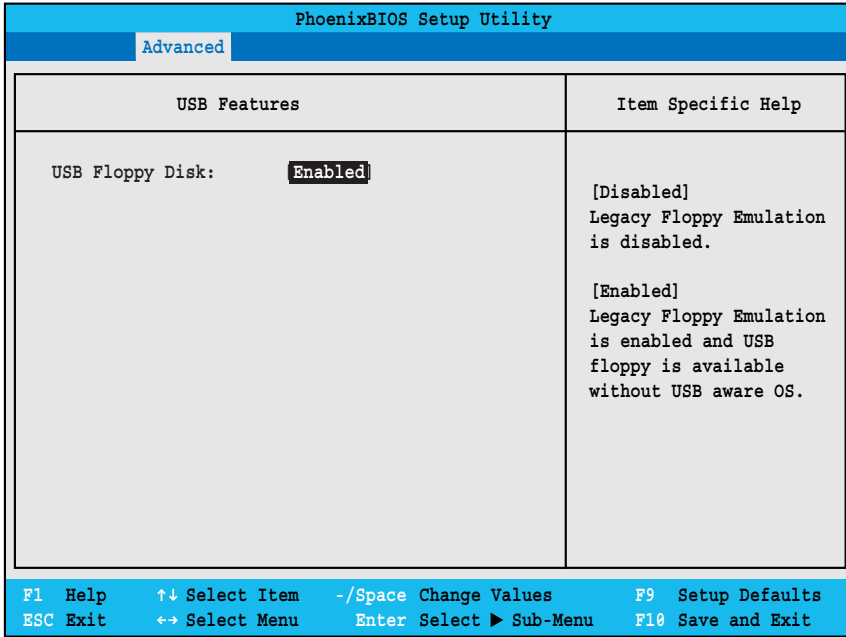 PhoenixBIOS Setup Utility
Advanced
USB Features
Item Specific Help
USB Floppy Disk: [Enabled]
[Disabled]
Legacy Floppy Emulation
is disabled.
[Enabled]
Legacy Floppy Emulation
is enabled and USB
floppy is available
without USB aware OS.
F1 Help ↑↓ Select Item -/Space Change Values F9 Setup Defaults
ESC Exit ←→ Select Menu Enter Select ▶ Sub-Menu F10 Save and Exit